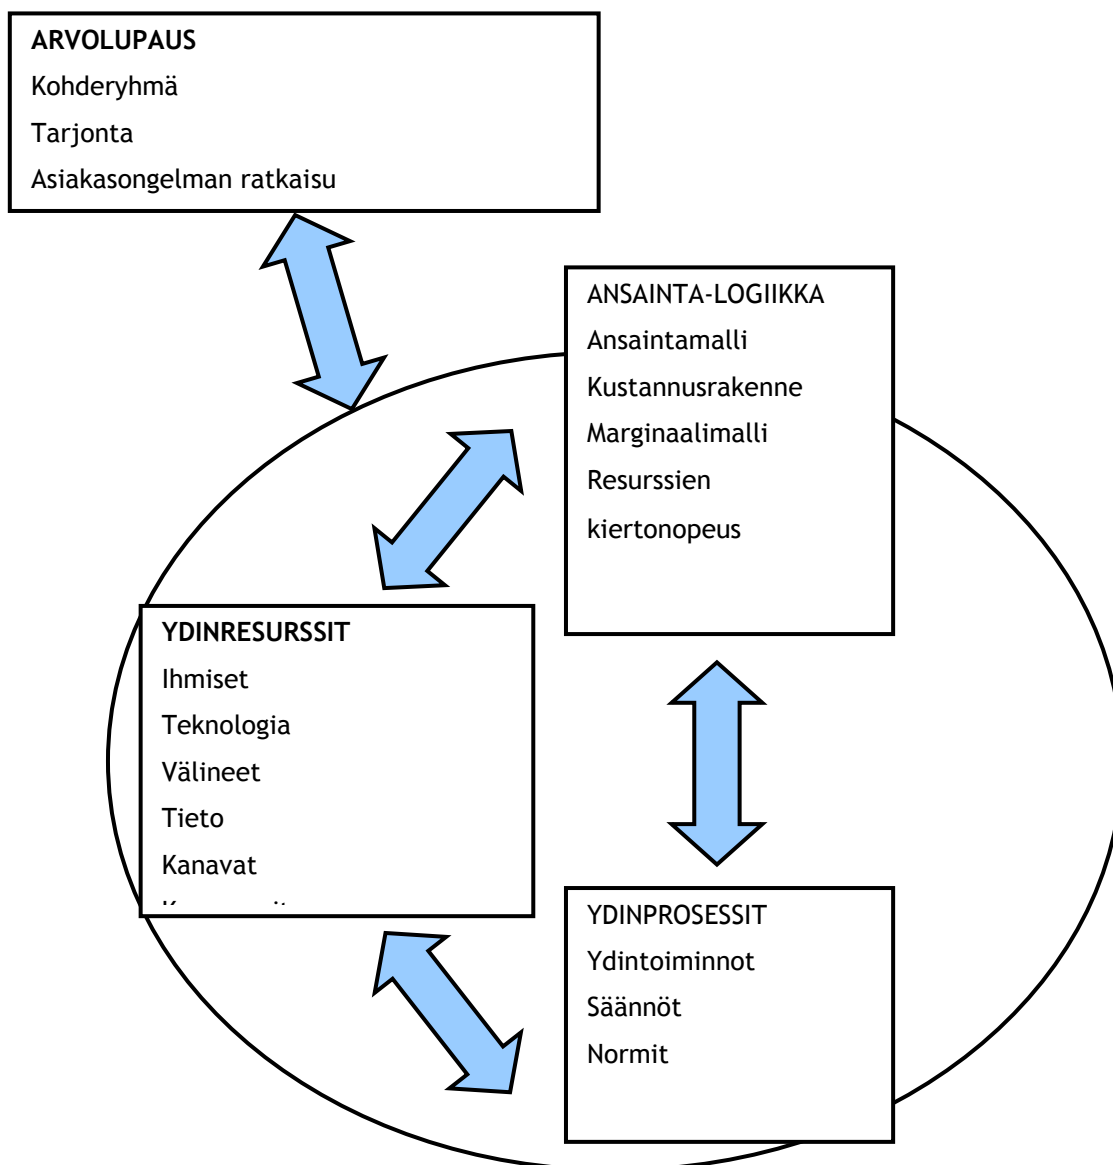 ARVOLUPAUS
Kohderyhmä
Tarjonta
Asiakasongelman ratkaisu
ANSAINTA-LOGIIKKA
Ansaintamalli
Kustannusrakenne
Marginaalimalli
Resurssien
kiertonopeus
YDINRESURSSIT
Ihmiset
Teknologia
Välineet
Tieto
Kanavat
YDINPROSESSIT
Ydintoiminnot
Säännöt
Normit